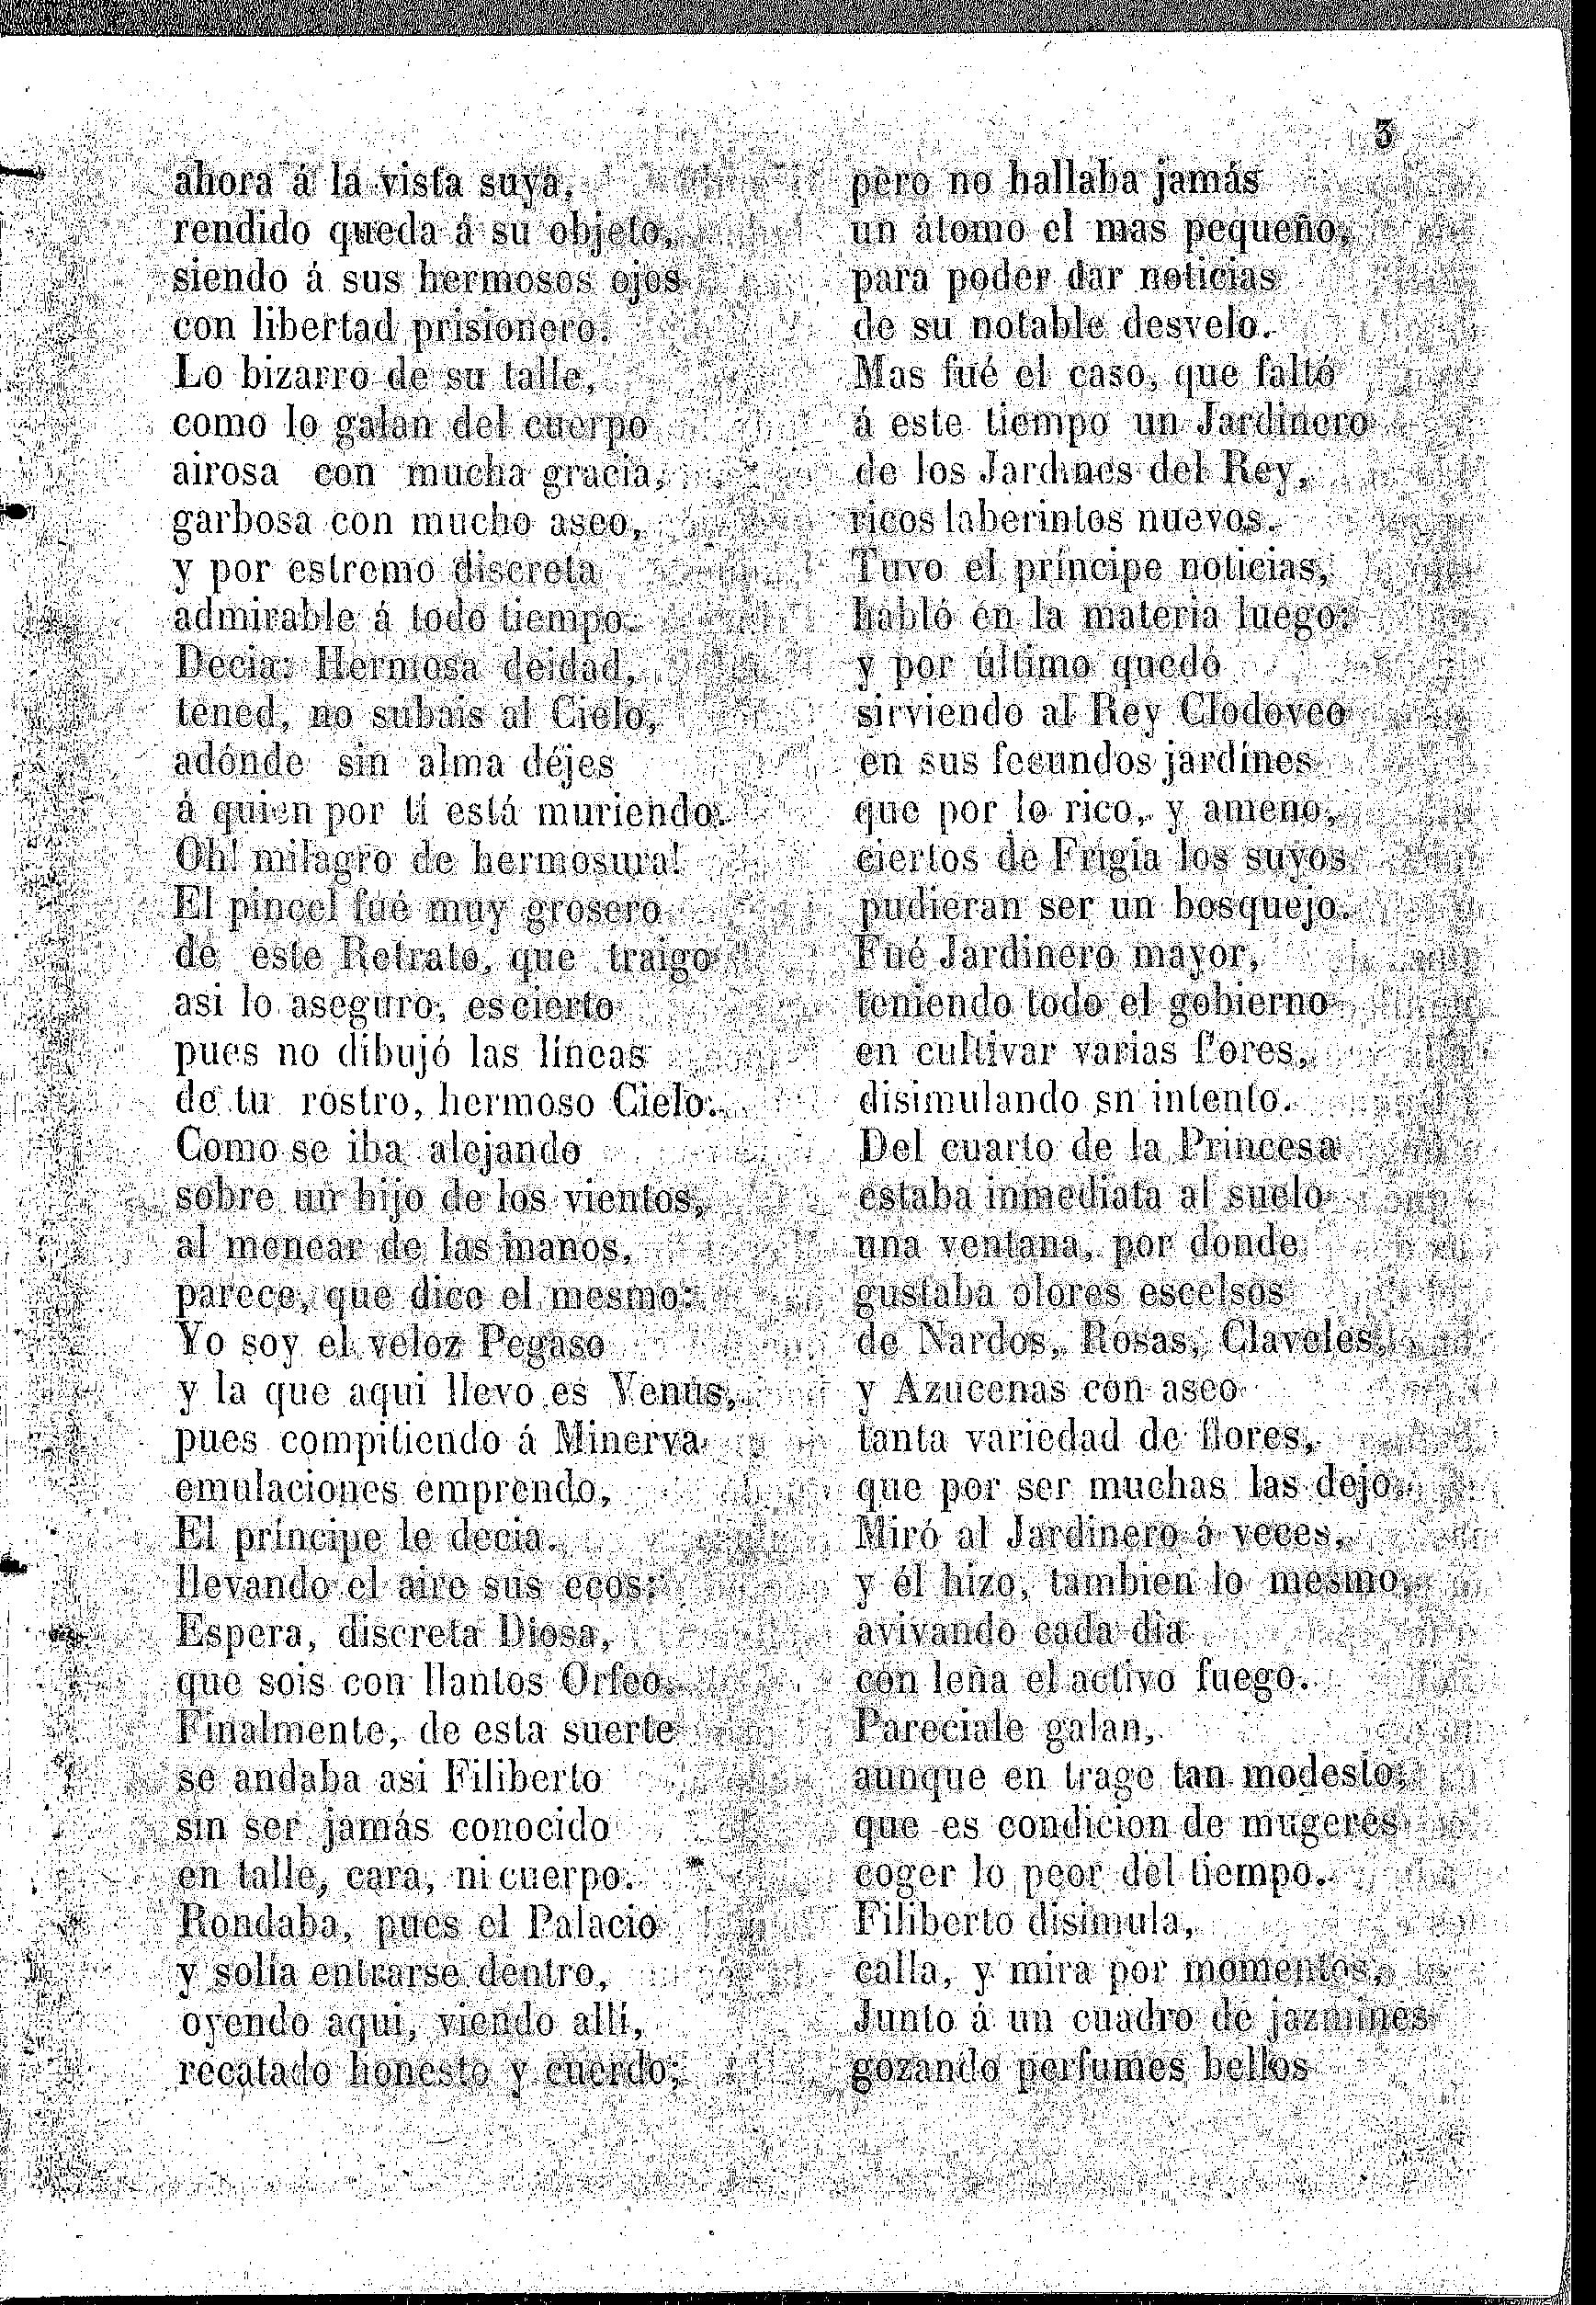 3
ahora á la vista suya,
rendido queda á su objeto,
siendo á sus hermosos ojos
con libertad prisionero.
Lo bizarro de su talle,
como lo galan del cuerpo
airosa con mucha gracia,
garbosa con mucho aseo,
y por estremo discreta
admirable á todo tiempo.
Decia: Hermosa deidad,
tened, no subais al Cielo,
adónde sin alma déjes
á quien por tí está muriendo.
Oh! milagro de hermosura!
El pincel fué muy grosero
de este Retrato, que traigo
asi lo aseguro, es cierto
pues no dibujó las líneas
de tu rostro, hermoso Cielo.
Como se iba alejando
sobre un hijo de los vientos,
al menear de las manos,
parece, que dice el mesmo:
Yo soy el veloz Pegaso
y la que aqui llevo es Venus,
pues compitiendo á Minerva
emulaciones emprendo,
El príncipe le decia.
llevando el aire sus ecos:
Espera, discreta Diosa,
que sois con llantos Orfeo.
Finalmente, de esta suerte
se andaba asi Filiberto
sin ser jamás conocido
en talle, cara, ni cuerpo.
Rondaba, pues el Palacio
y solía entrarse dentro,
oyendo aqui, viendo allí,
recatado honesto y cuerdo;
pero no hallaba jamás
un átomo el mas pequeño,
para poder dar noticias
de su notable desvelo.
Mas fué el caso, que faltó
á este tiempo un Jardinero
de los Jardines del Rey,
ricos laberintos nuevos.
Tuvo el príncipe noticias,
habló en la materia luego:
y por último quedó
sirviendo al Rey Clodoveo
en sus fecundos jardínes
que por lo rico, y ameno,
ciertos de Frigia los suyos
pudieran ser un bosquejo.
Fué Jardinero mayor,
teniendo todo el gobierno
en cultivar varias fores,
disimulando sn intento.
Del cuarto de la Princesa
estaba inmediata al suelo
una ventana, por donde
gustaba olores escelsos
de Nardos, Rosas, Claveles,
y Azucenas con aseo
tanta variedad de flores,
que por ser muchas las dejo.
Miró al Jardinero á veces,
y él hizo, tambien lo mesmo,
avivando cada dia
con leña el activo fuego.
Pareciale galan,
aunque en trage tan modesto;
que es condicion de mugeres
coger lo peor del tiempo.
Filiberto disimula,
calla, y mira por momentos,
Junto á un cuadro de jazmines
gozando perfumes bellos